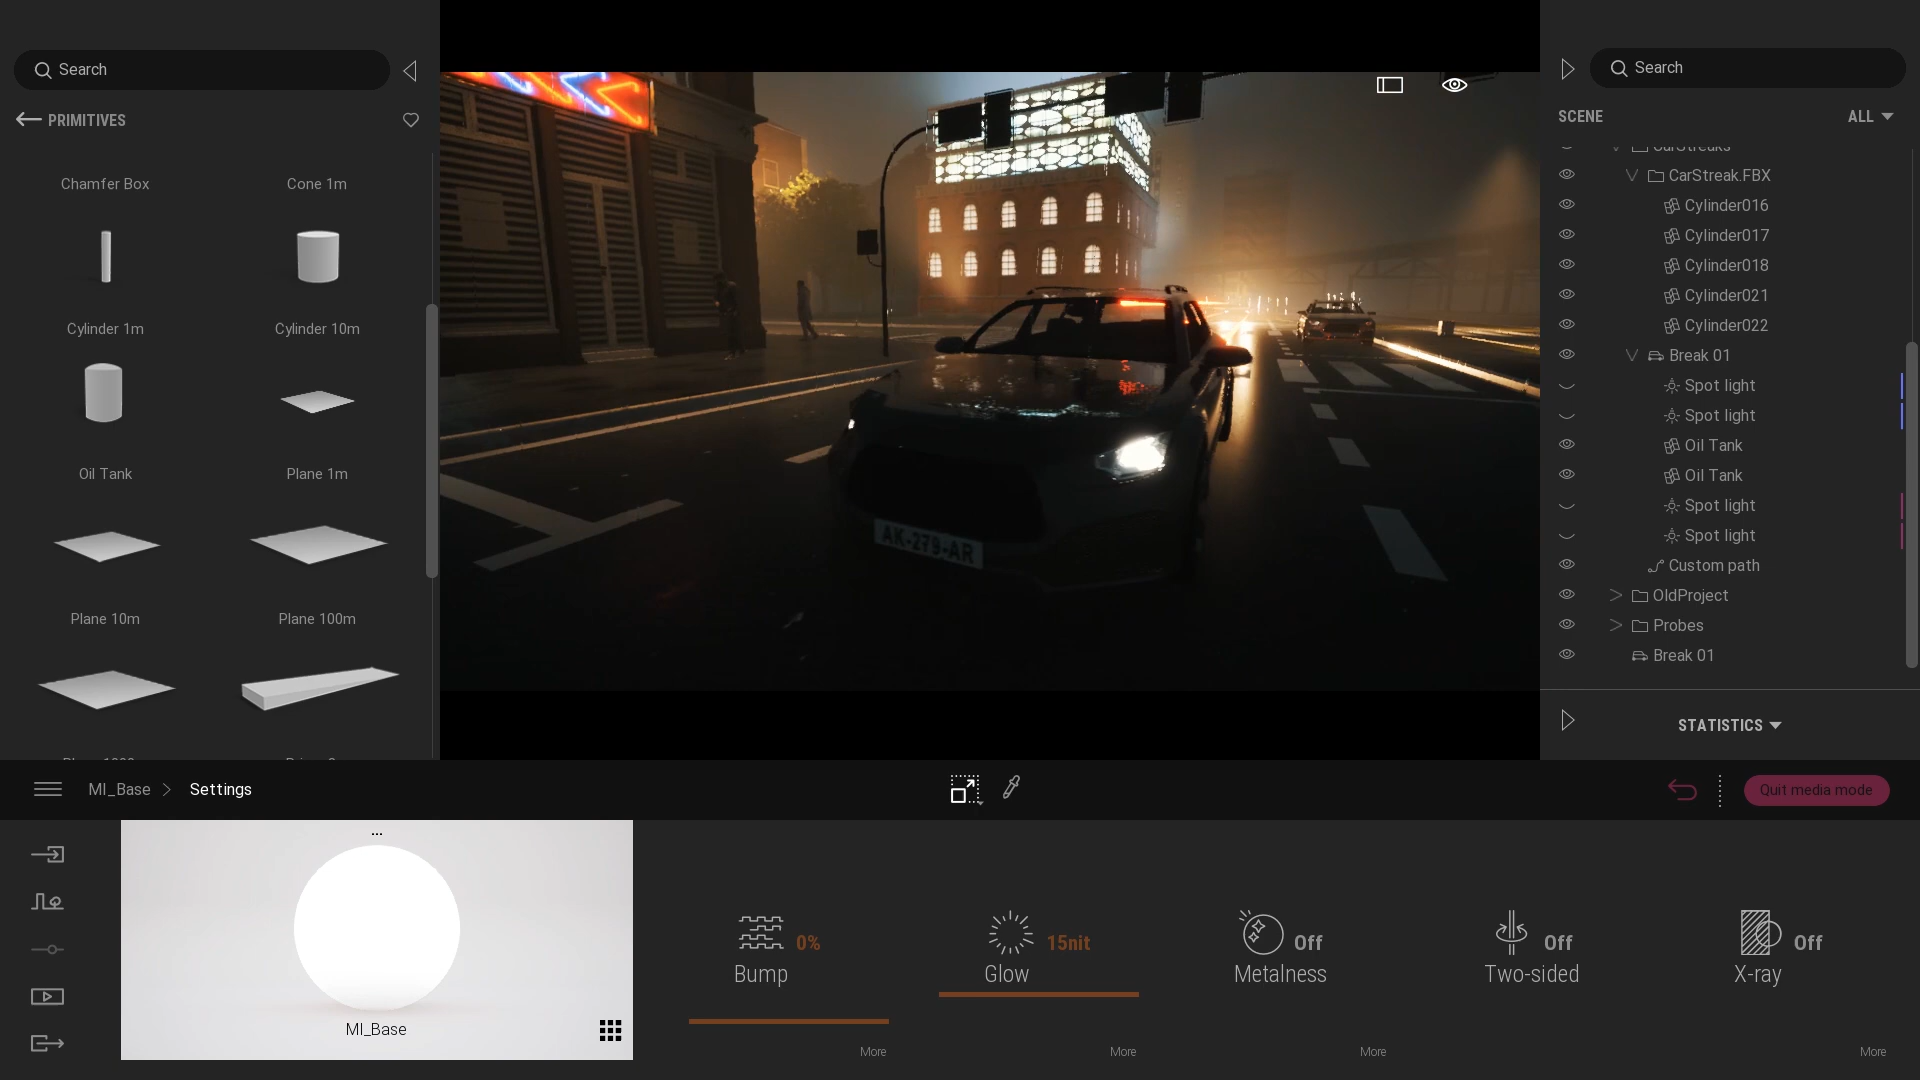 Search
PRIMITIVES
Chamfer Box
Cone 1m
Cylinder 1m
Cylinder 10m
Oil Tank
Plane 1m
Plane 10m
Plane 100m
AK-279-AR
Search
SCENE
ALL
CarStreaks
CarStreak.FBX
Cylinder016
Cylinder017
Cylinder018
Cylinder021
Cylinder022
Break 01
Spot light
Spot light
Oil Tank
Oil Tank
Spot light
Spot light
Custom path
OldProject
Probes
Break 01
STATISTICS
MI_Base
Settings
Quit media mode
...
MI_Base
0%
Bump
More
15nit
Glow
More
Off
Metalness
More
Off
Two-sided
Off
X-ray
More